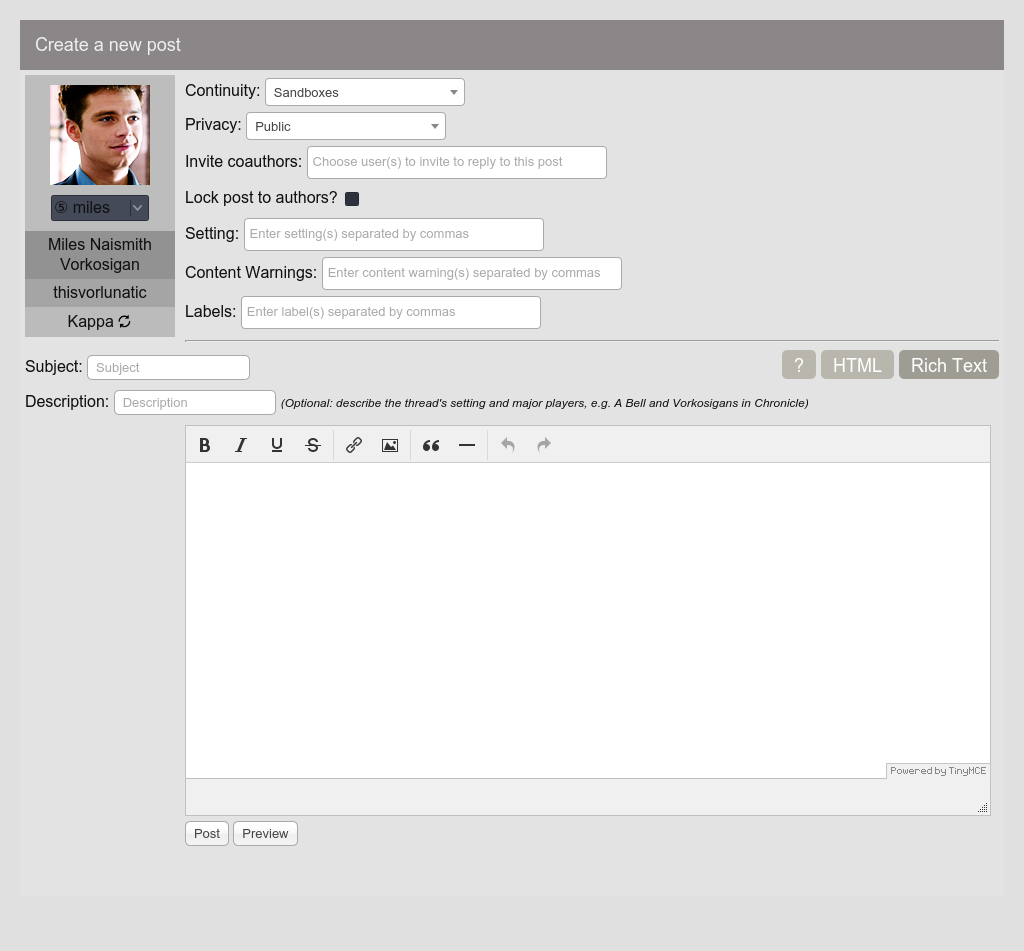 Create a new post
Continuity: Sandboxes
Privacy: Public
Invite coauthors: Choose user(s) to invite to reply to this post
Lock post to authors?
⑤ miles
Setting: Enter setting(s) separated by commas
Miles Naismith
Vorkosigan
Content Warnings: Enter content warning(s) separated by commas
thisvorlunatic
Labels: Enter label(s) separated by commas
Kappa
Subject: Subject
? HTML Rich Text
Description: Description (Optional: describe the thread's setting and major players, e.g. A Bell and Vorkosigans in Chronicle)
B I U S
Powered by TinyMCE
Post Preview